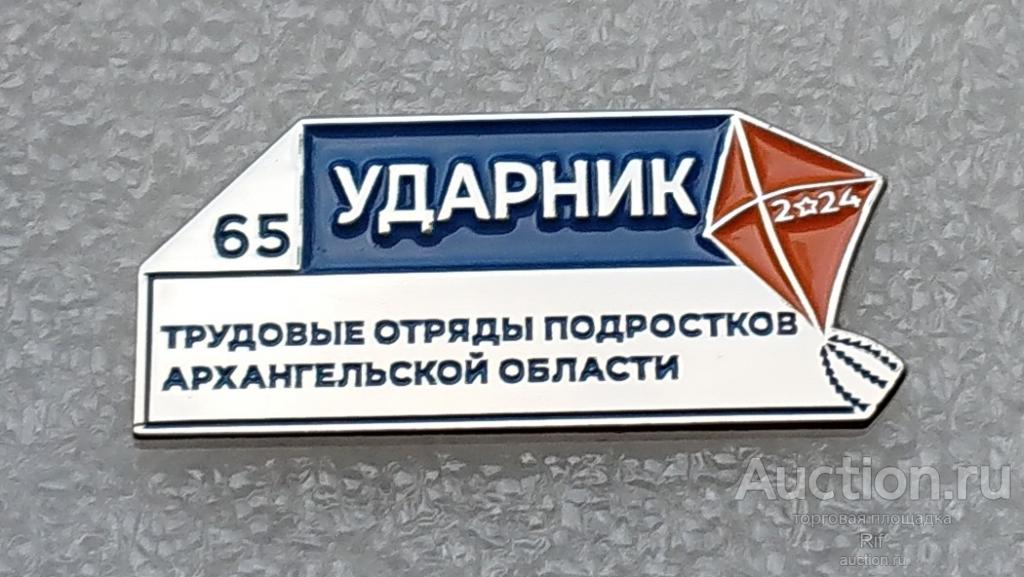 УДАРНИК
65
2☆24
ТРУДОВЫЕ ОТРЯДЫ ПОДРОСТКОВ
АРХАНГЕЛЬСКОЙ ОБЛАСТИ
Auction.ru
торговая площадка
Rif
auction.ru